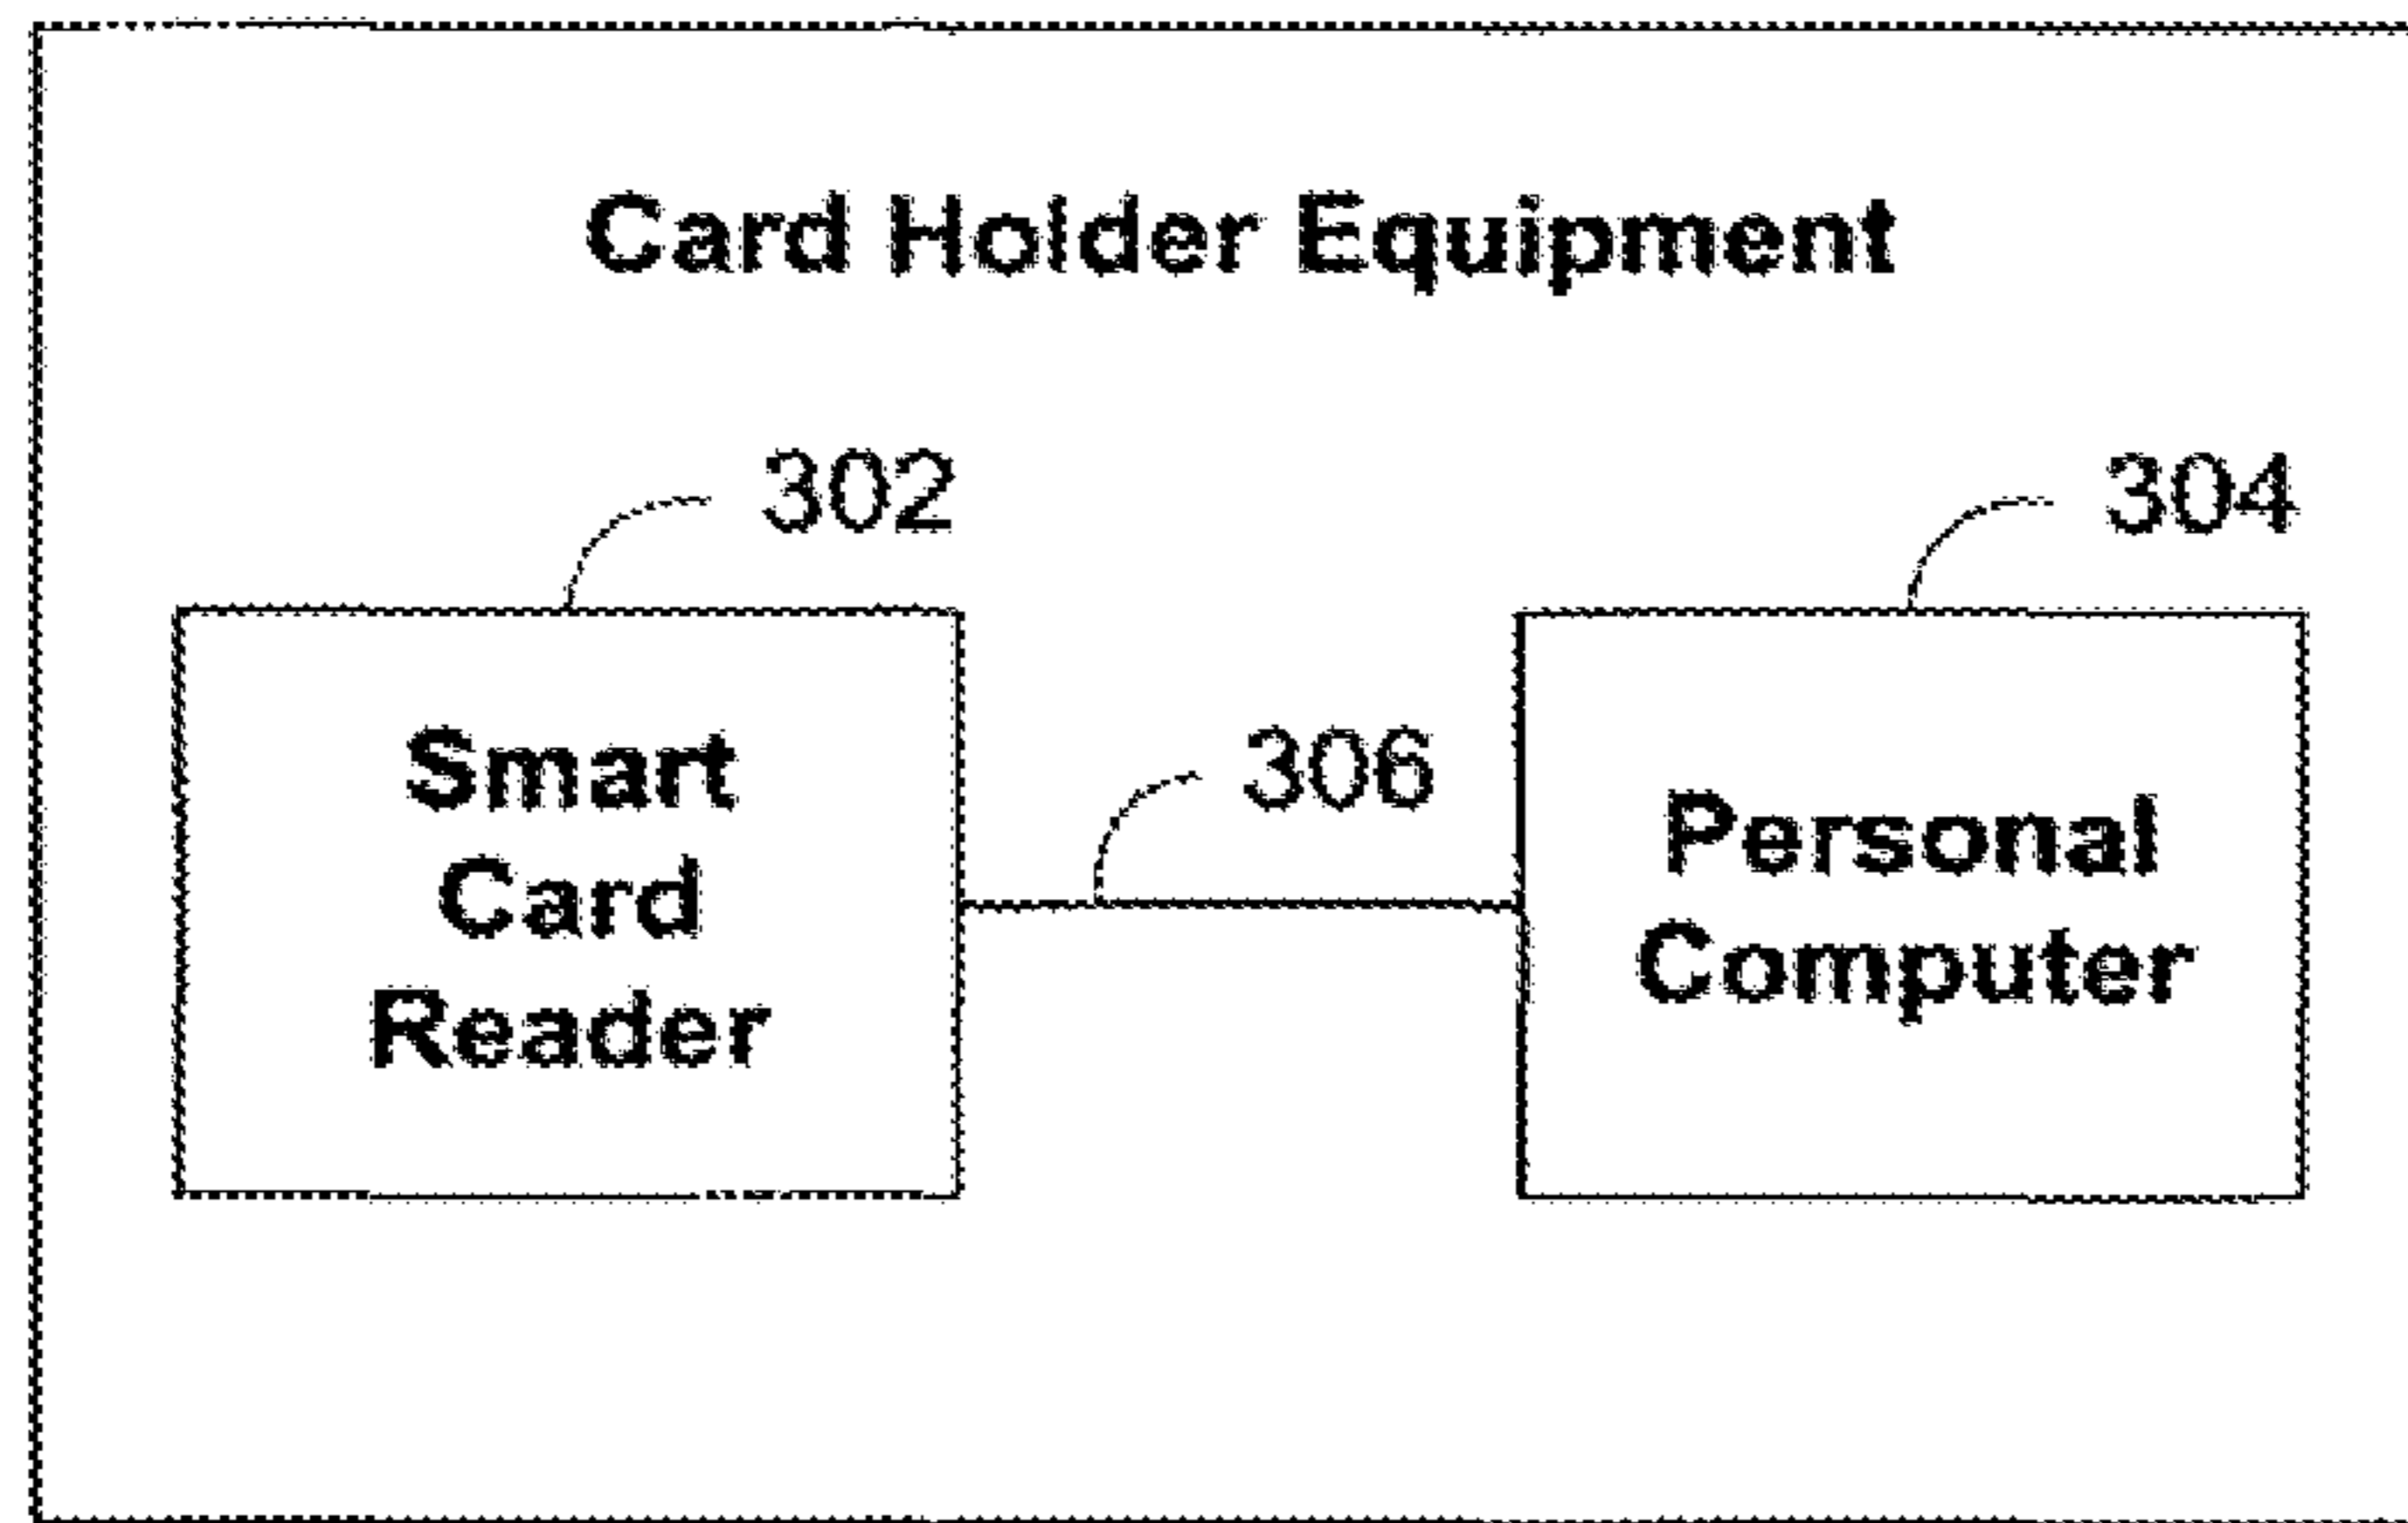 Card Holder Equipment
302
304
Smart
Card
Reader
306
Personal
Computer